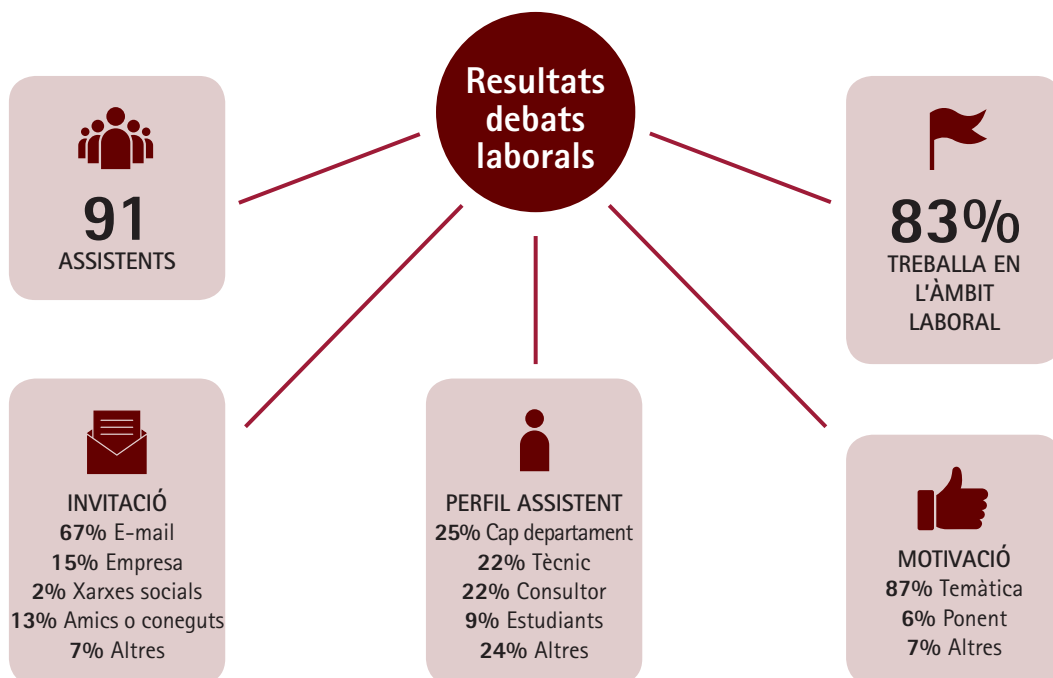 Resultats
debats
laborals
91
ASSISTENTS
83%
TREBALLA EN
L'ÀMBIT
LABORAL
INVITACIÓ
67% E-mail
15% Empresa
2% Xarxes socials
13% Amics o coneguts
7% Altres
PERFIL ASSISTENT
25% Cap departament
22% Tècnic
22% Consultor
9% Estudiants
24% Altres
MOTIVACIÓ
87% Temàtica
6% Ponent
7% Altres